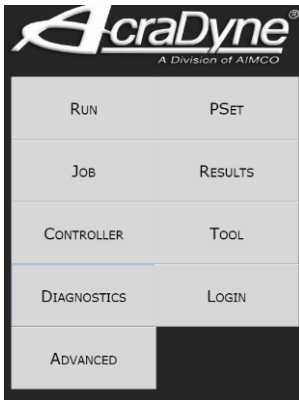 AcraDyne®
A Division of AIMCO
RUN PSET
JOB RESULTS
CONTROLLER TOOL
DIAGNOSTICS LOGIN
ADVANCED